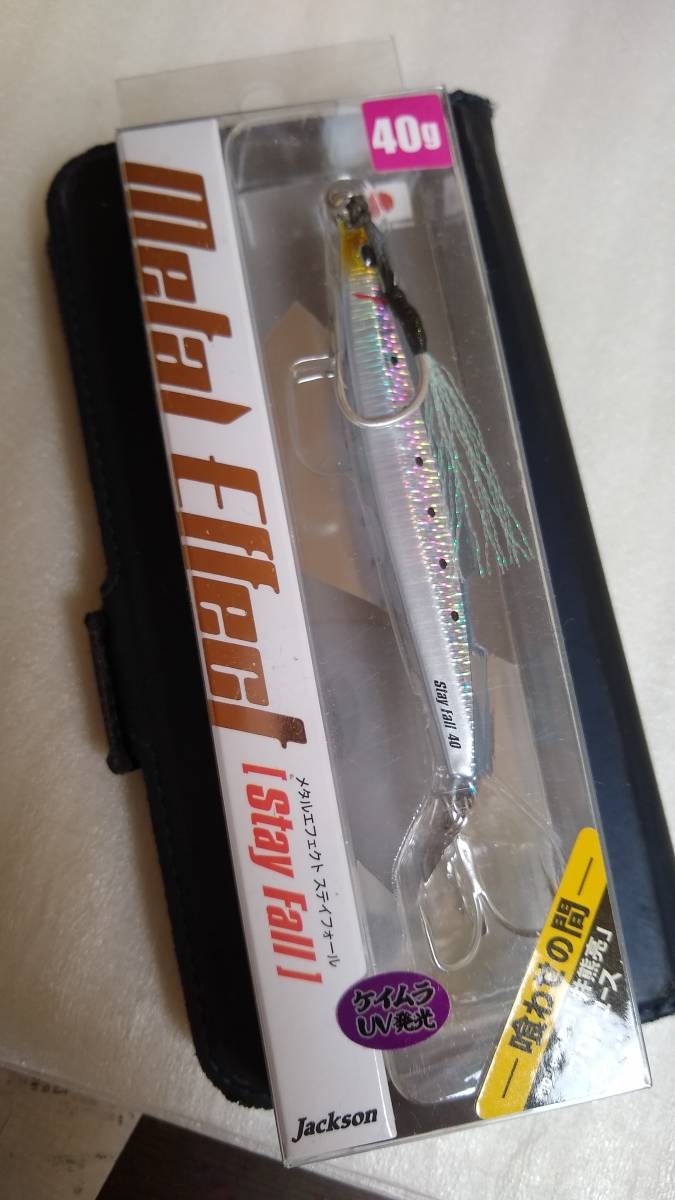 40g
Metal Effect
[Stay Fall]
メタルエフェクト ステイフォール
Stay Fall 40
ケイムラ
UV発光
喰わせの間
Jackson